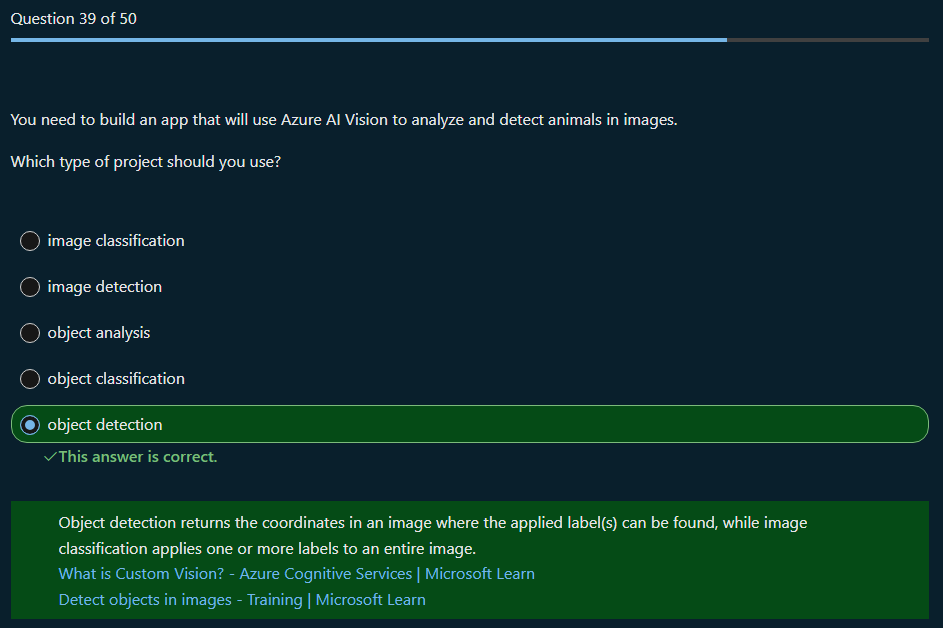 Question 39 of 50
You need to build an app that will use Azure AI Vision to analyze and detect animals in images.
Which type of project should you use?
image classification
image detection
object analysis
object classification
object detection
✓This answer is correct.
Object detection returns the coordinates in an image where the applied label(s) can be found, while image
classification applies one or more labels to an entire image.
What is Custom Vision? - Azure Cognitive Services | Microsoft Learn
Detect objects in images - Training | Microsoft Learn